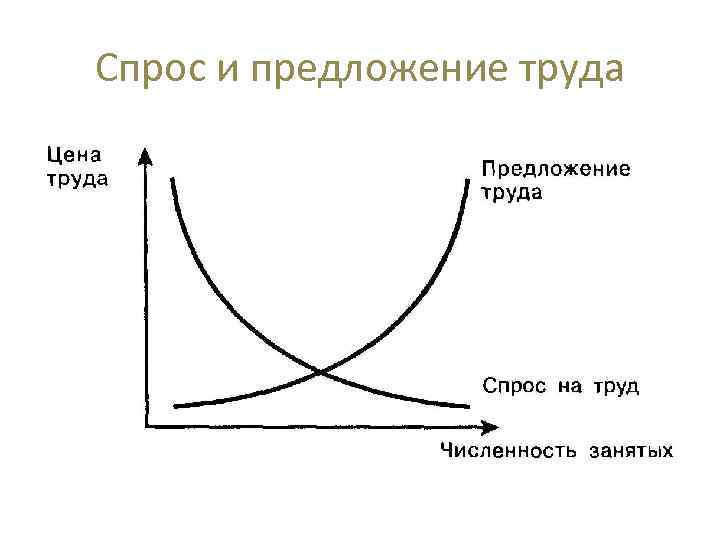 Спрос и предложение труда
Цена
труда
Предложение
труда
Спрос на труд
Численность занятых